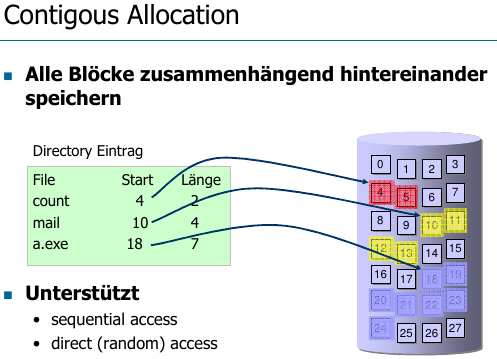 Contigous Allocation
Alle Blöcke zusammenhängend hintereinander
speichern
Directory Eintrag
File Start Länge
count 4 2
mail 10 4
a.exe 18 7
0 1 2 3
4 5 6 7
8 9 10 11
12 13 14 15
16 17 18 19
20 21 22 23
24 25 26 27
Unterstützt
• sequential access
• direct (random) access